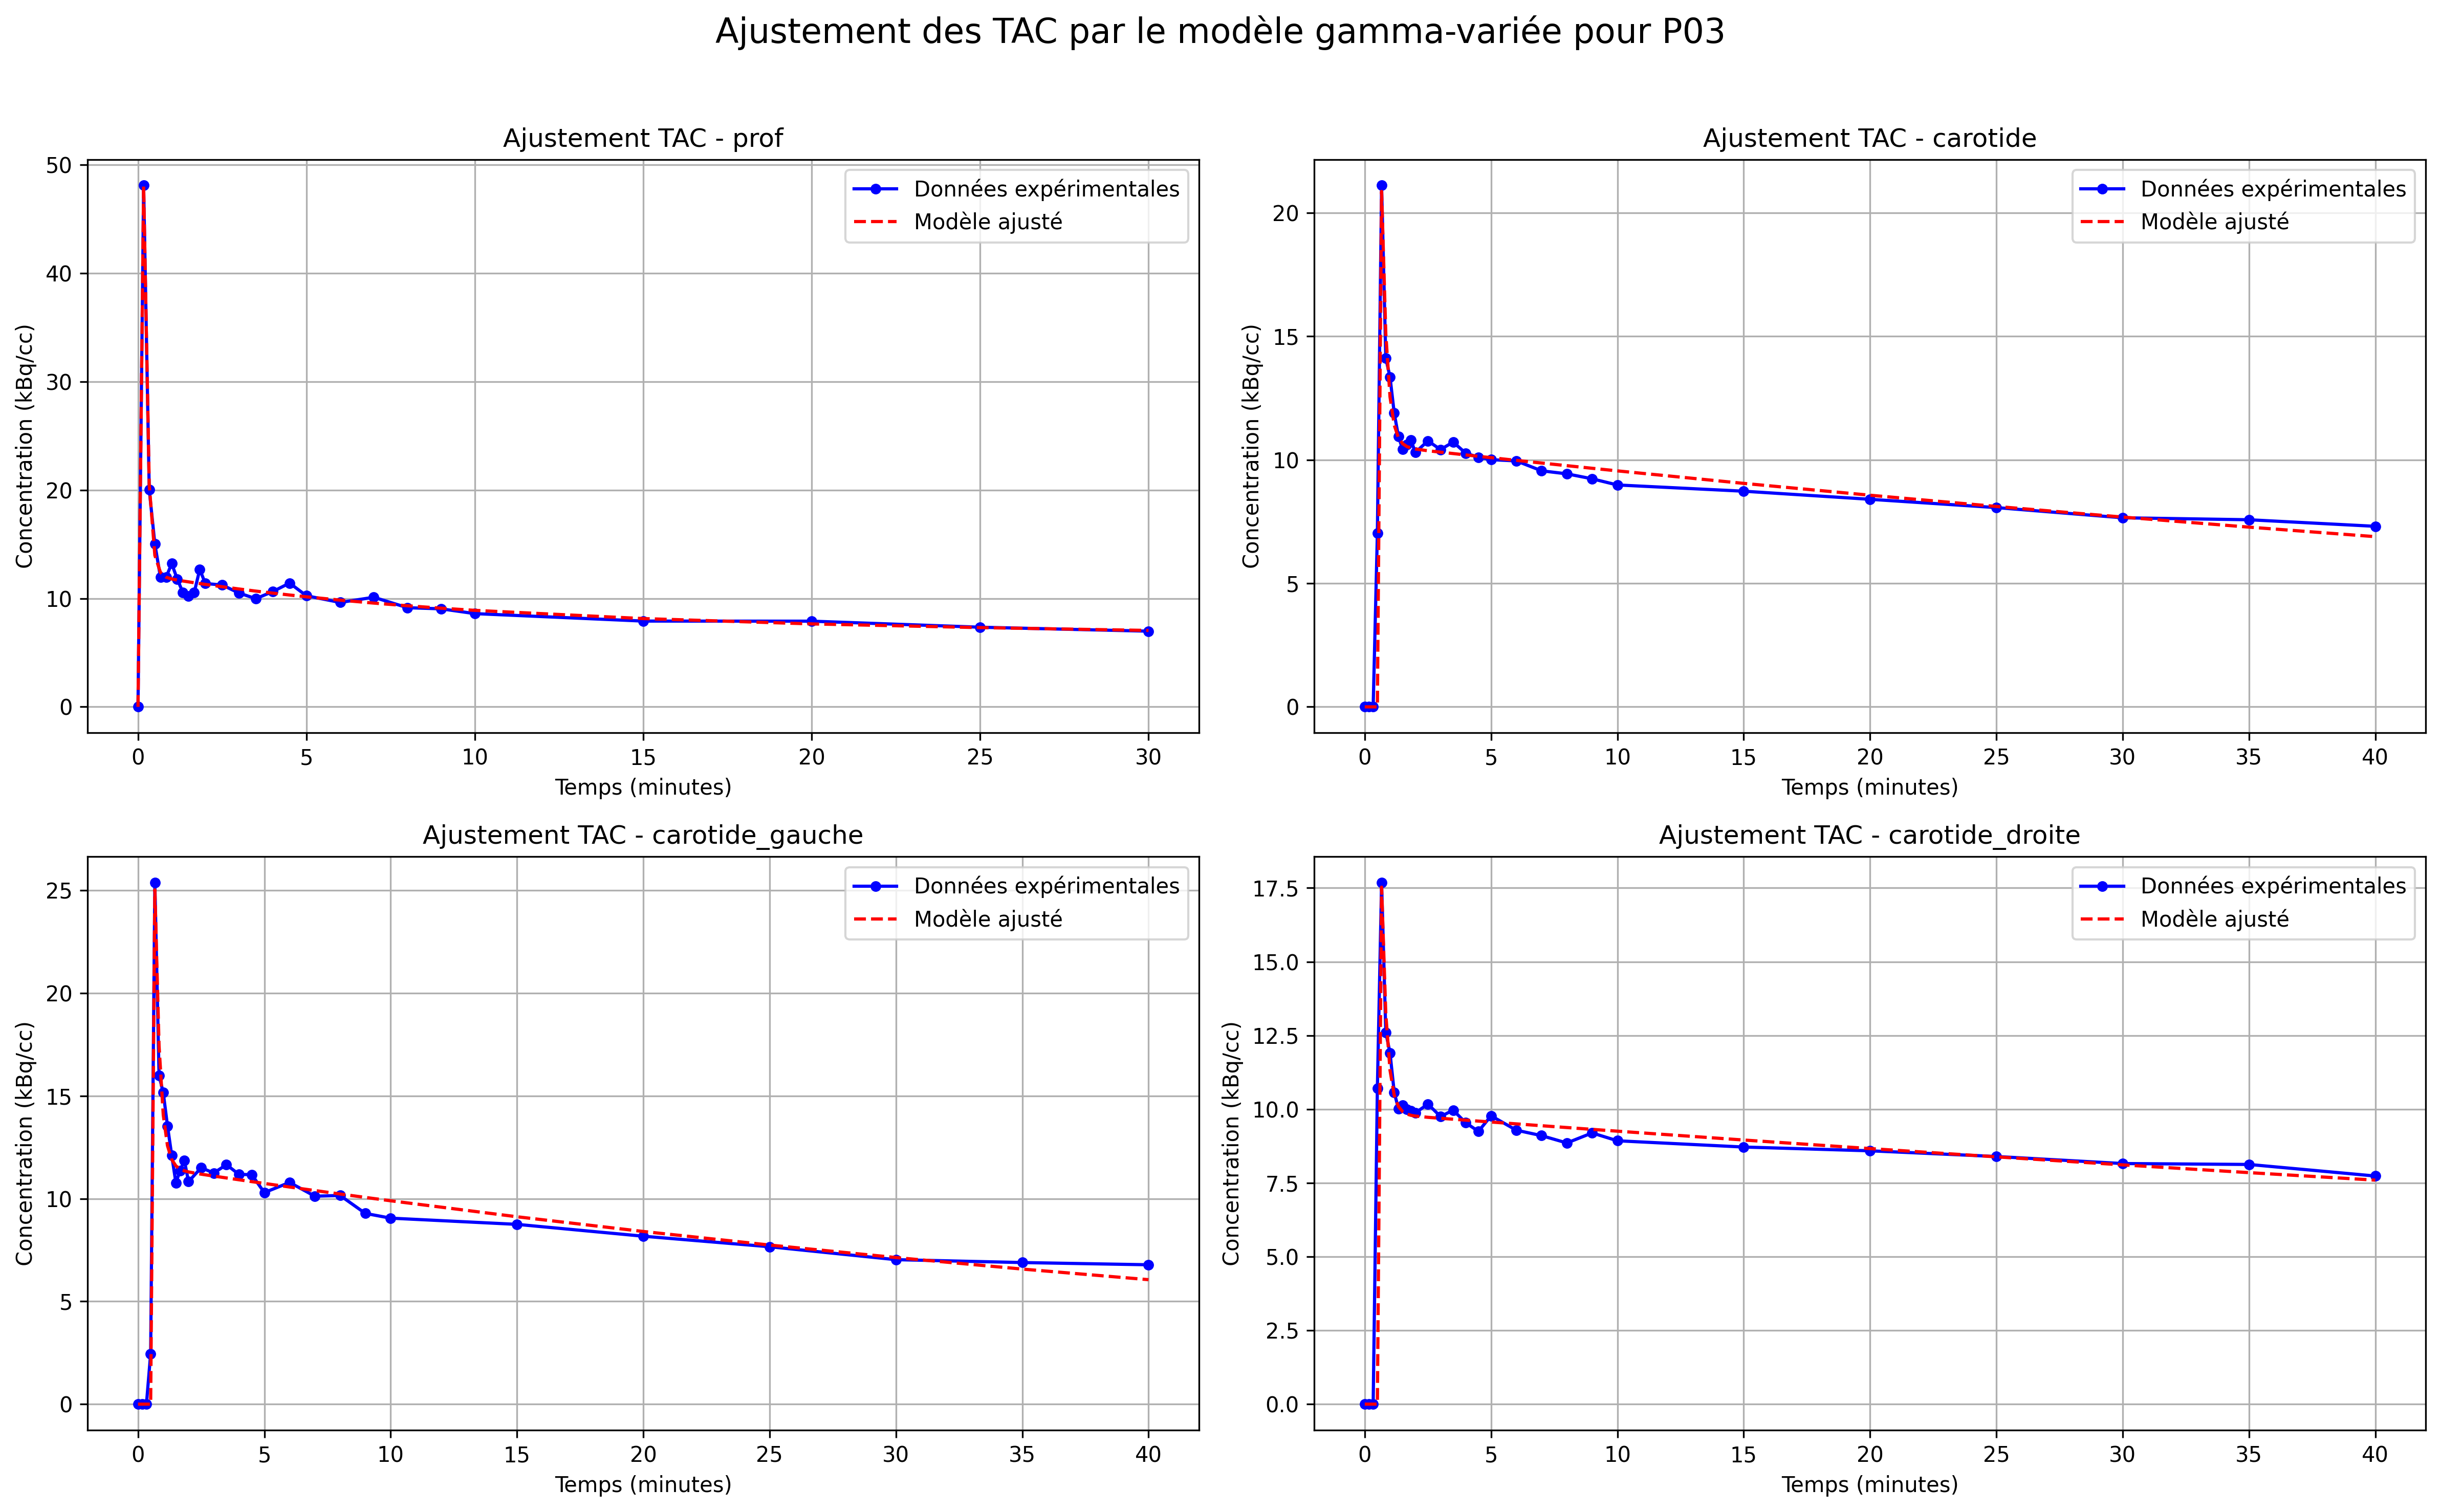 Ajustement des TAC par le modèle gamma-variée pour P03
Ajustement TAC - prof
Concentration (kBq/cc)
50
40
30
20
10
0
Données expérimentales
Modèle ajusté
0 5 10 15 20 25 30
Temps (minutes)
Ajustement TAC - carotide
Concentration (kBq/cc)
20
15
10
5
0
Données expérimentales
Modèle ajusté
0 5 10 15 20 25 30 35 40
Temps (minutes)
Ajustement TAC - carotide_gauche
Concentration (kBq/cc)
25
20
15
10
5
0
Données expérimentales
Modèle ajusté
0 5 10 15 20 25 30 35 40
Temps (minutes)
Ajustement TAC - carotide_droite
Concentration (kBq/cc)
17.5
15.0
12.5
10.0
7.5
5.0
2.5
0.0
Données expérimentales
Modèle ajusté
0 5 10 15 20 25 30 35 40
Temps (minutes)